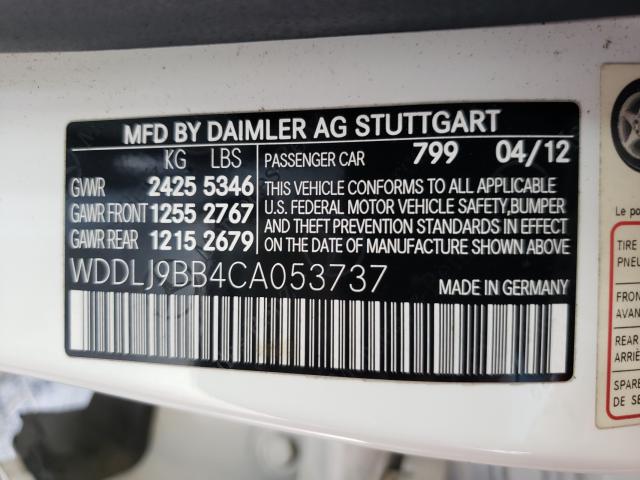 MFD BY DAIMLER AG STUTTGART
KG LBS PASSENGER CAR 799 04/12
GVWR 2425 5346
GAWR FRONT 1255 2767
GAWR REAR 1215 2679
THIS VEHICLE CONFORMS TO ALL APPLICABLE
U.S. FEDERAL MOTOR VEHICLE SAFETY,BUMPER
AND THEFT PREVENTION STANDARDS IN EFFECT
ON THE DATE OF MANUFACTURE SHOWN ABOVE.
WDDLJ9BB4CA053737 MADE IN GERMANY
Le
TIRE
FRON
AVAN
REAR
ARRIÈ
DE